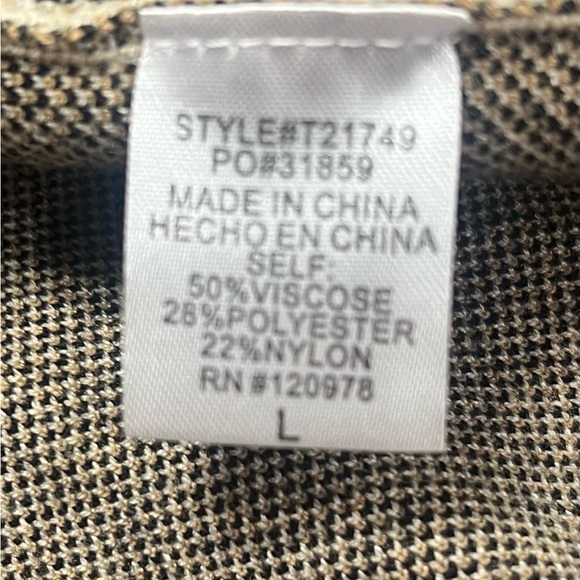 STYLE#T21749
PO#31859
MADE IN CHINA
HECHO EN CHINA
SELF:
50%VISCOSE
28%POLYESTER
22%NYLON
RN #120978
L